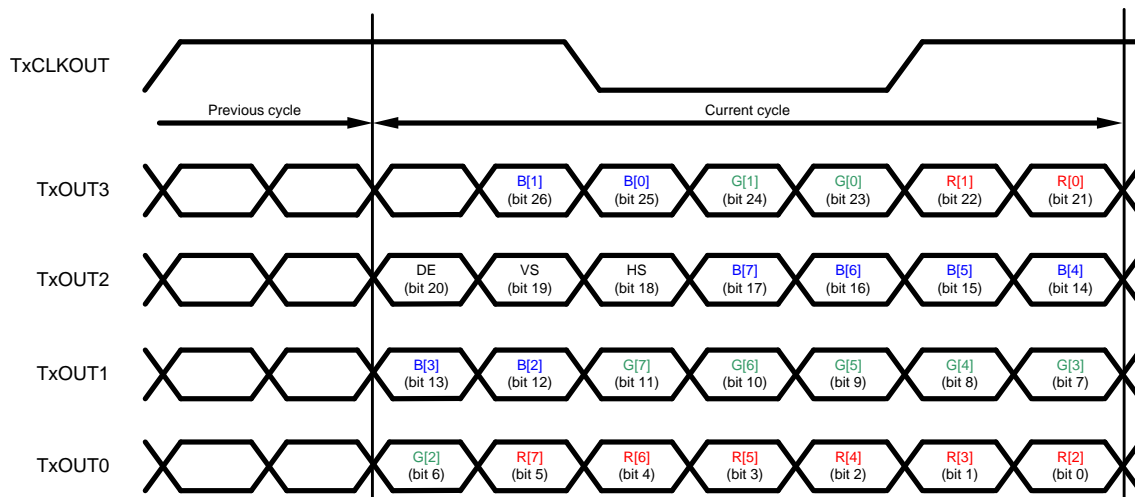 TxCLKOUT
Previous cycle
Current cycle
TxOUT3
B[1] B[0] G[1] G[0] R[1] R[0]
(bit 26) (bit 25) (bit 24) (bit 23) (bit 22) (bit 21)
TxOUT2
DE VS HS B[7] B[6] B[5] B[4]
(bit 20) (bit 19) (bit 18) (bit 17) (bit 16) (bit 15) (bit 14)
TxOUT1
B[3] B[2] G[7] G[6] G[5] G[4] G[3]
(bit 13) (bit 12) (bit 11) (bit 10) (bit 9) (bit 8) (bit 7)
TxOUT0
G[2] R[7] R[6] R[5] R[4] R[3] R[2]
(bit 6) (bit 5) (bit 4) (bit 3) (bit 2) (bit 1) (bit 0)